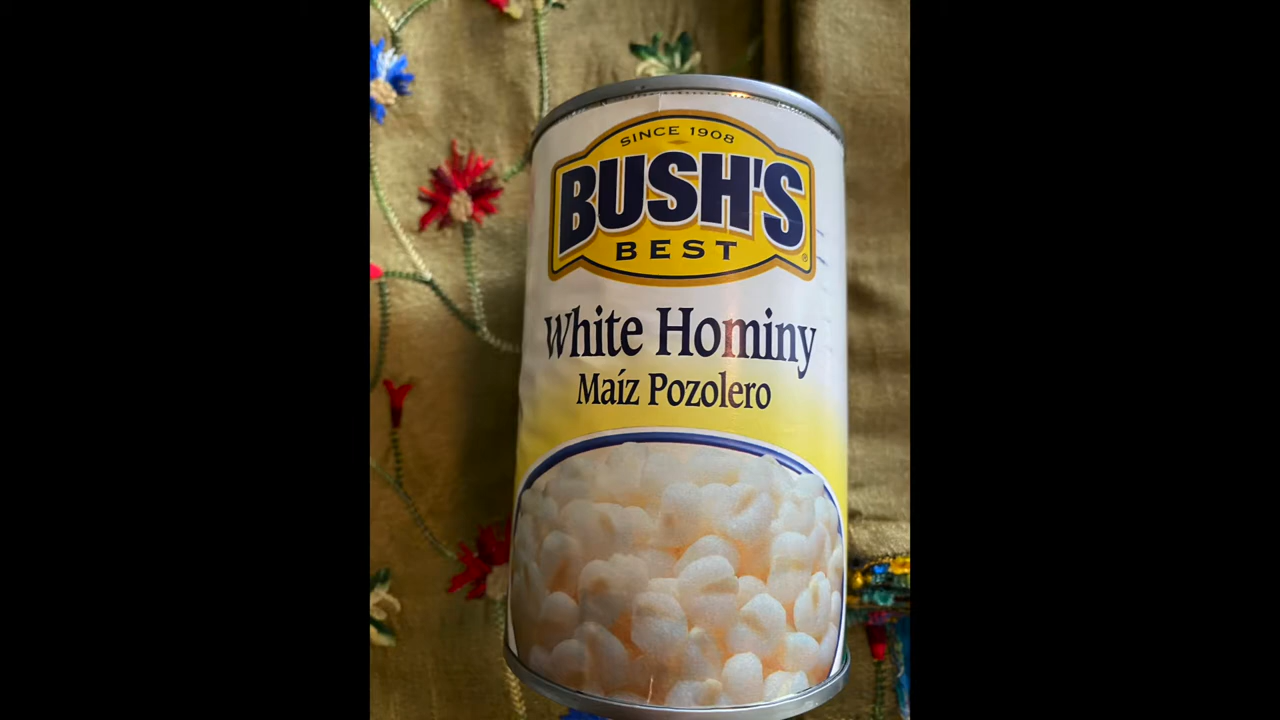 SINCE 1908
BUSH'S
BEST
®
White Hominy
Maíz Pozolero